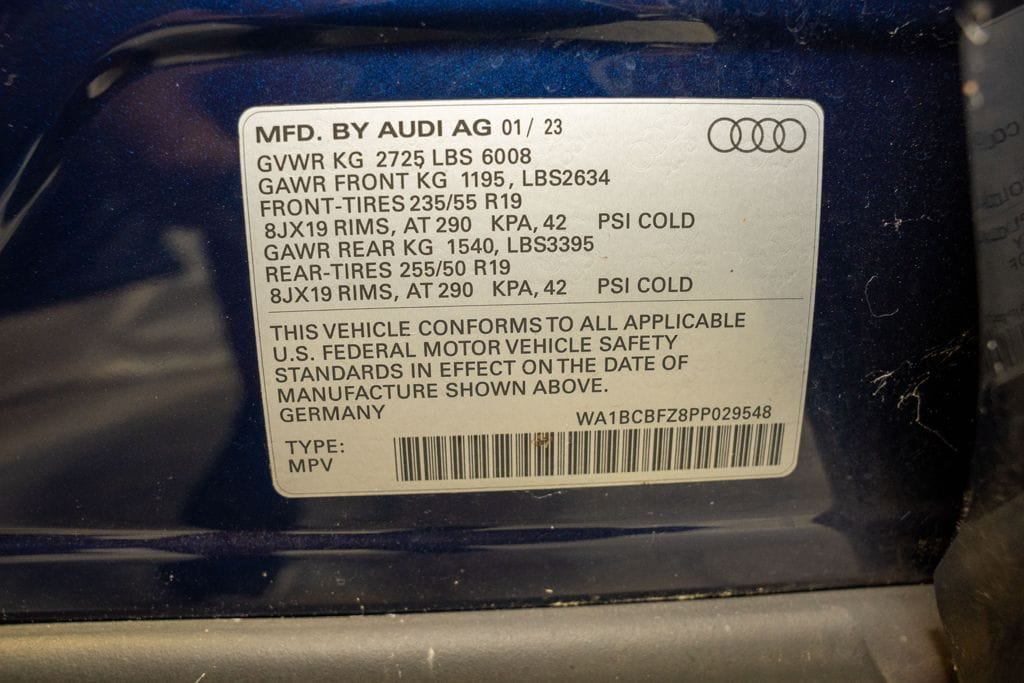 MFD. BY AUDI AG 01/ 23
GVWR KG 2725, LBS 6008
GAWR FRONT KG 1195, LBS2634
FRONT-TIRES 235/55 R19
8JX19 RIMS, AT 290 KPA, 42 PSI COLD
GAWR REAR KG 1540, LBS3395
REAR-TIRES 255/50 R19
8JX19 RIMS, AT 290 KPA, 42 PSI COLD
THIS VEHICLE CONFORMS TO ALL APPLICABLE
U.S. FEDERAL MOTOR VEHICLE SAFETY
STANDARDS IN EFFECT ON THE DATE OF
MANUFACTURE SHOWN ABOVE.
GERMANY
WA1BCBFZ8PP029548
TYPE:
MPV